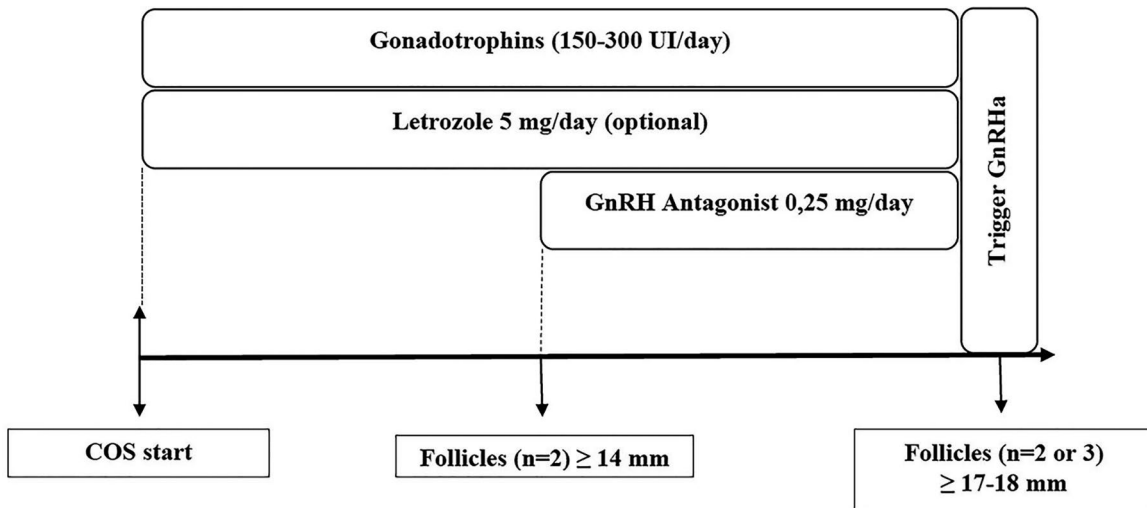 Gonadotrophins (150-300 UI/day)
Letrozole 5 mg/day (optional)
GnRH Antagonist 0,25 mg/day
Trigger GnRHa
COS start
Follicles (n=2) ≥ 14 mm
Follicles (n=2 or 3)
≥ 17-18 mm